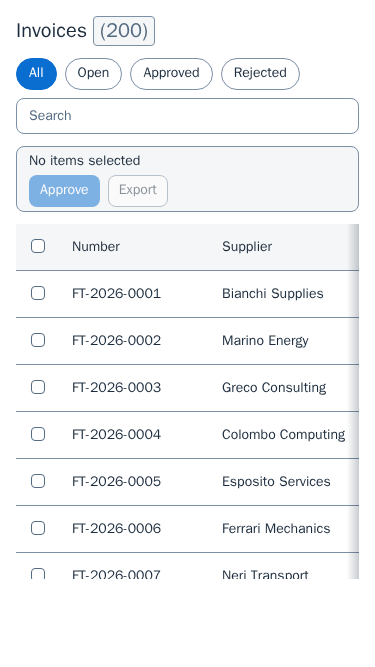 Invoices (200)
All Open Approved Rejected
Search
No items selected
Approve Export
Number Supplier
FT-2026-0001 Bianchi Supplies
FT-2026-0002 Marino Energy
FT-2026-0003 Greco Consulting
FT-2026-0004 Colombo Computing
FT-2026-0005 Esposito Services
FT-2026-0006 Ferrari Mechanics
FT-2026-0007 Neri Transport